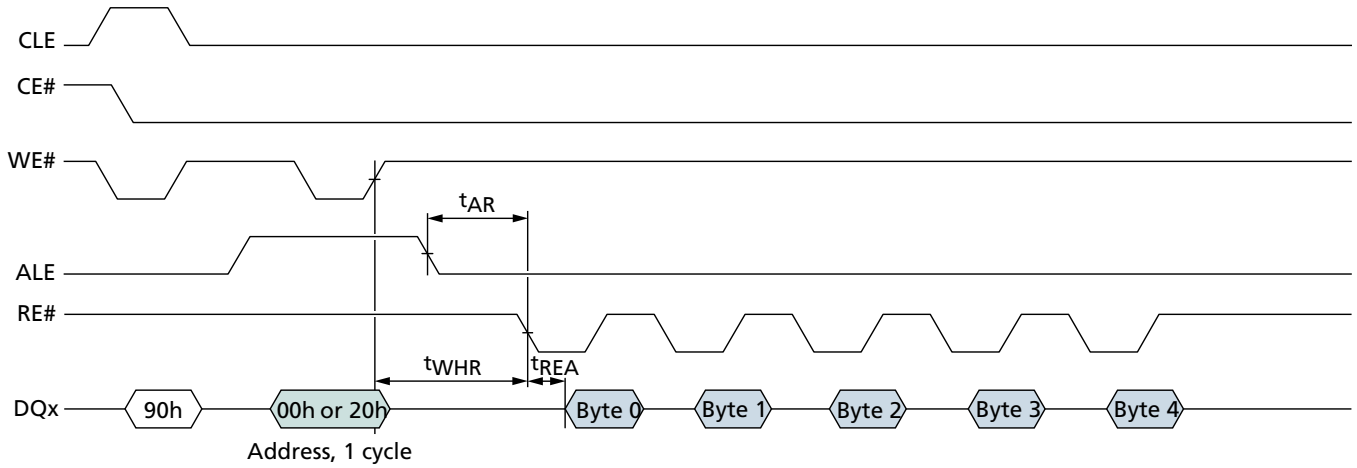 CLE
CE#
WE#
tAR
ALE
RE#
tWHR tREA
DQx 90h 00h or 20h Byte 0 Byte 1 Byte 2 Byte 3 Byte 4
Address, 1 cycle